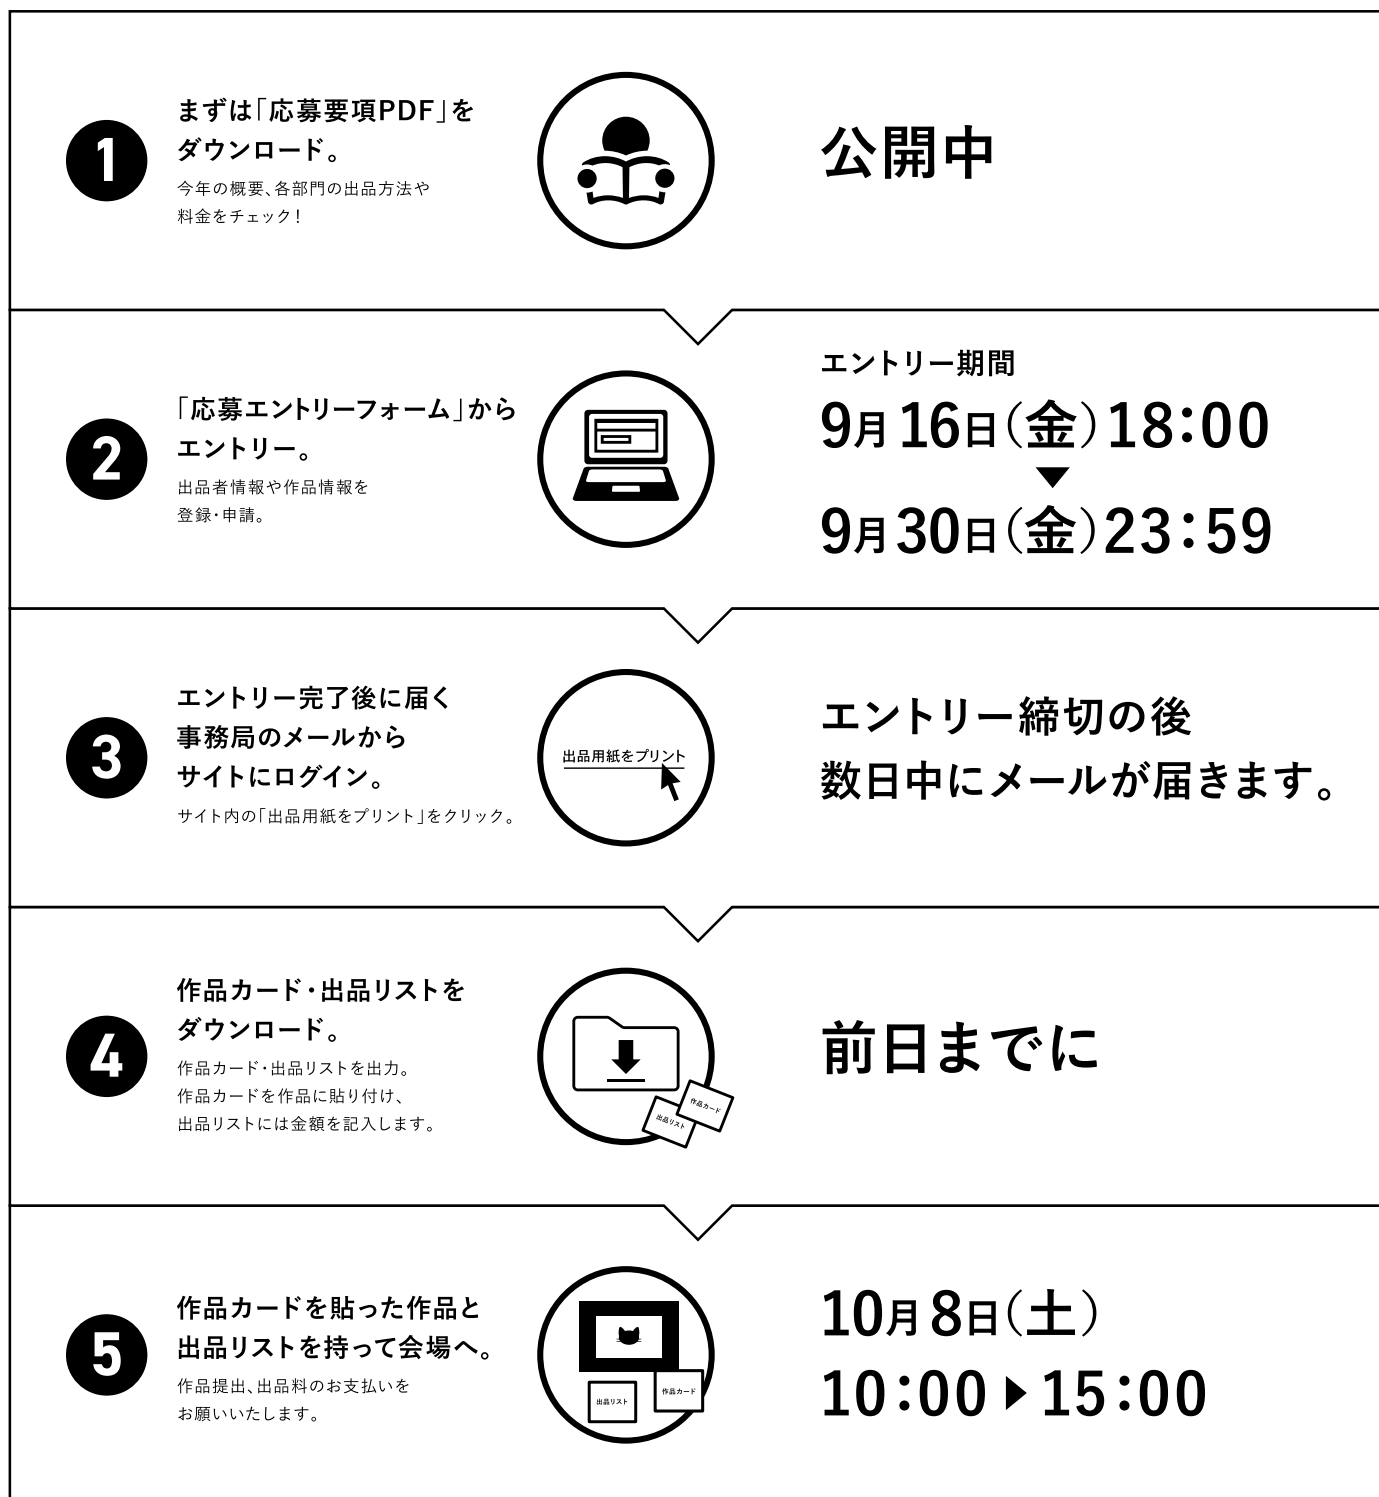 1
まずは「応募要項PDF」を
ダウンロード。
今年の概要、各部門の出品方法や
料金をチェック！
公開中
2
「応募エントリーフォーム」から
エントリー。
出品者情報や作品情報を
登録・申請。
エントリー期間
9月16日（金）18：00
▼
9月30日（金）23：59
3
エントリー完了後に届く
事務局のメールから
サイトにログイン。
サイト内の「出品用紙をプリント」をクリック。
出品用紙をプリント
エントリー締切の後
数日中にメールが届きます。
4
作品カード・出品リストを
ダウンロード。
作品カード・出品リストを出力。
作品カードを作品に貼り付け、
出品リストには金額を記入します。
作品カード
出品リスト
前日までに
5
作品カードを貼った作品と
出品リストを持って会場へ。
作品提出、出品料のお支払いを
お願いいたします。
出品リスト
作品カード
10月8日（土）
10：00▶15：00